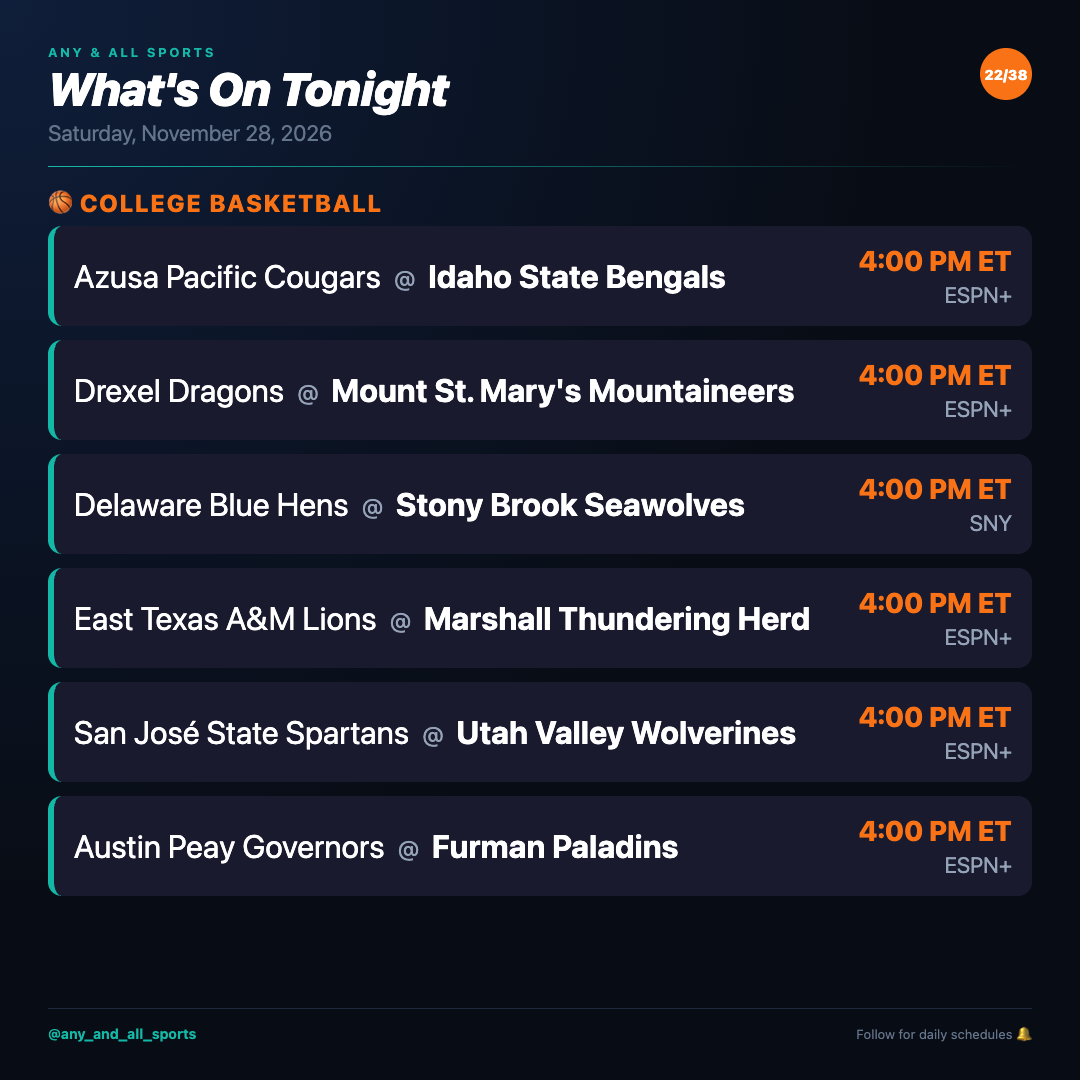 ANY & ALL SPORTS
What's On Tonight
Saturday, November 28, 2026
22/38
🏀 COLLEGE BASKETBALL
Azusa Pacific Cougars @ Idaho State Bengals
4:00 PM ET
ESPN+
Drexel Dragons @ Mount St. Mary's Mountaineers
4:00 PM ET
ESPN+
Delaware Blue Hens @ Stony Brook Seawolves
4:00 PM ET
SNY
East Texas A&M Lions @ Marshall Thundering Herd
4:00 PM ET
ESPN+
San José State Spartans @ Utah Valley Wolverines
4:00 PM ET
ESPN+
Austin Peay Governors @ Furman Paladins
4:00 PM ET
ESPN+
@any_and_all_sports
Follow for daily schedules 🔔